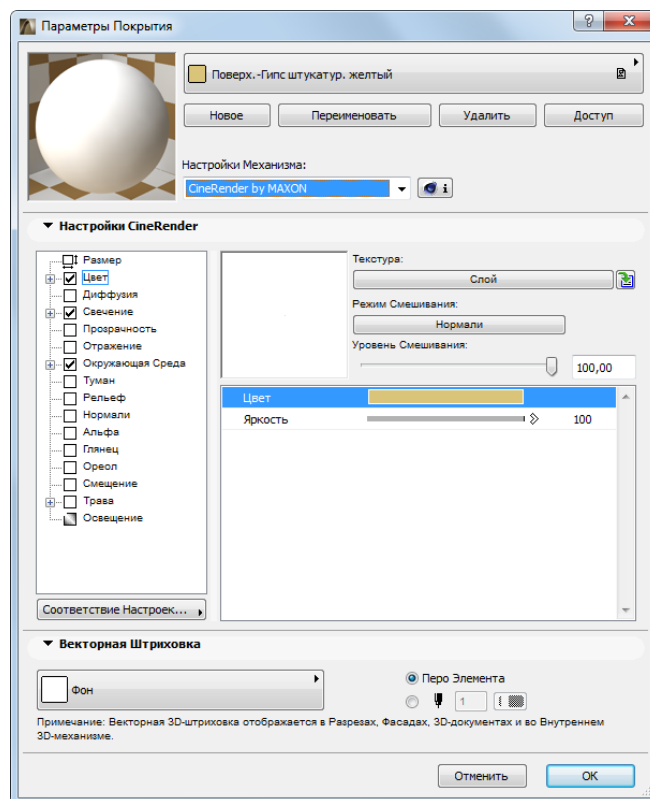 Параметры Покрытия
Поверх.-Гипс штукатур. желтый
Новое
Переименовать
Удалить
Доступ
Настройки Механизма:
CineRender by MAXON
i
Настройки CineRender
Размер
Цвет
Диффузия
Свечение
Прозрачность
Отражение
Окружающая Среда
Туман
Рельеф
Нормали
Альфа
Глянец
Ореол
Смещение
Трава
Освещение
Соответствие Настроек...
Текстура:
Слой
Режим Смешивания:
Нормали
Уровень Смешивания:
100,00
Цвет
Яркость 100
Векторная Штриховка
Фон
Перо Элемента
1
Примечание: Векторная 3D-штриховка отображается в Разрезах, Фасадах, 3D-документах и во Внутреннем
3D-механизме.
Отменить
OK